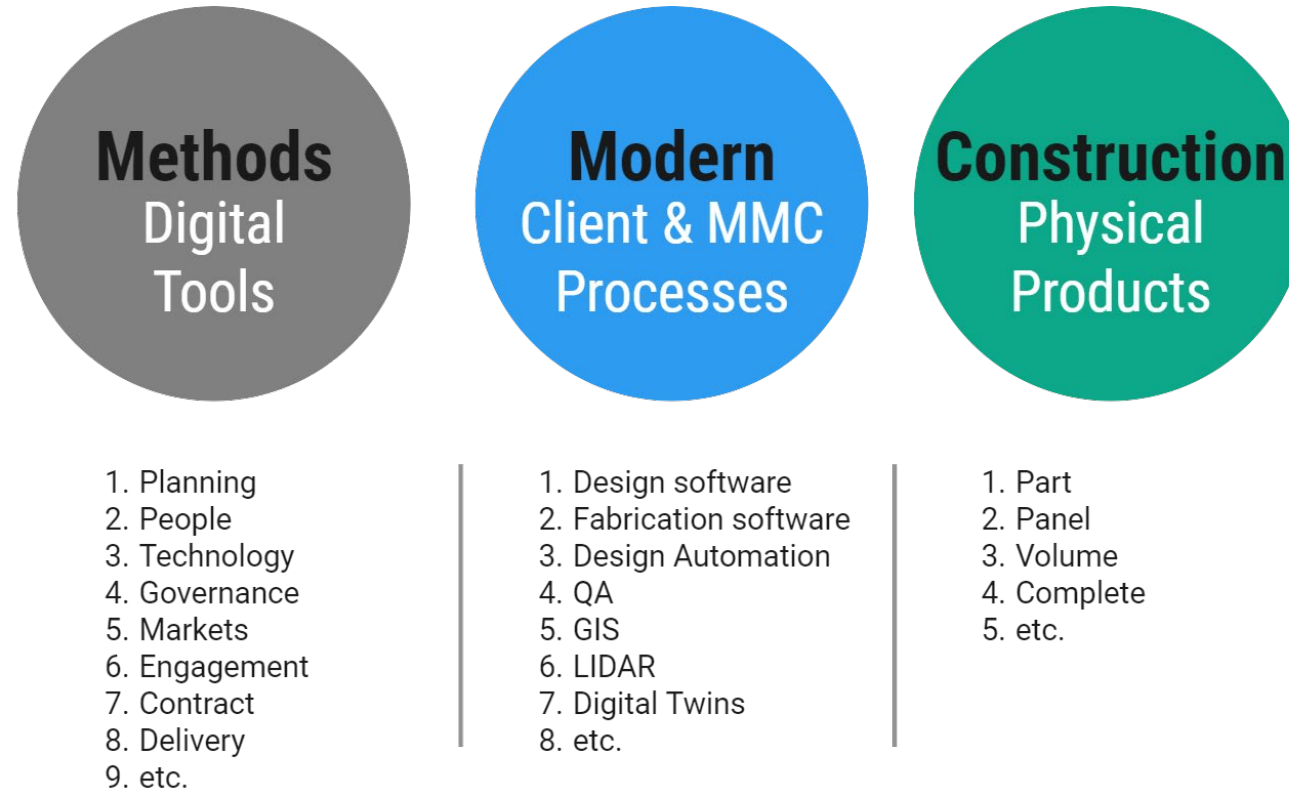 Methods
Digital
Tools
Modern
Client & MMC
Processes
Construction
Physical
Products
1. Planning
2. People
3. Technology
4. Governance
5. Markets
6. Engagement
7. Contract
8. Delivery
9. etc.
1. Design software
2. Fabrication software
3. Design Automation
4. QA
5. GIS
6. LIDAR
7. Digital Twins
8. etc.
1. Part
2. Panel
3. Volume
4. Complete
5. etc.